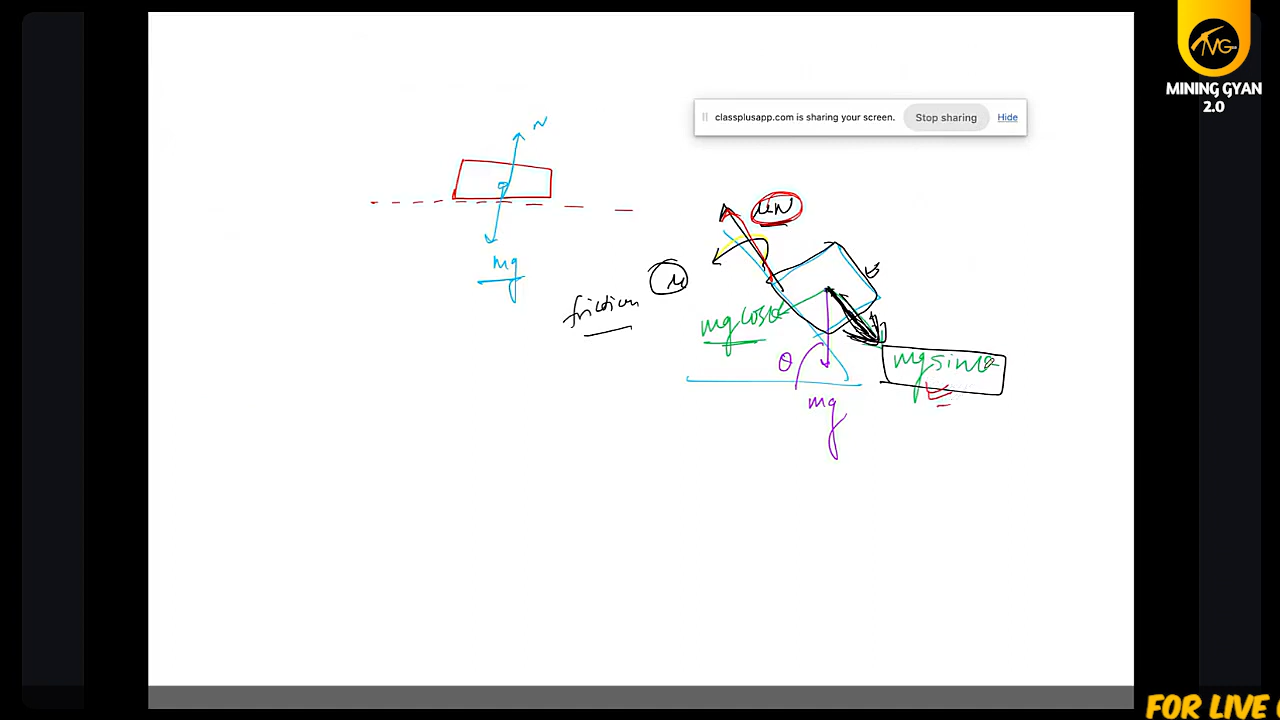 MINING GYAN
2.0
classplusapp.com is sharing your screen. Stop sharing Hide
N
mg
μN
friction μ
mg cosθ
θ
mg sinθ
mg
FOR LIVE